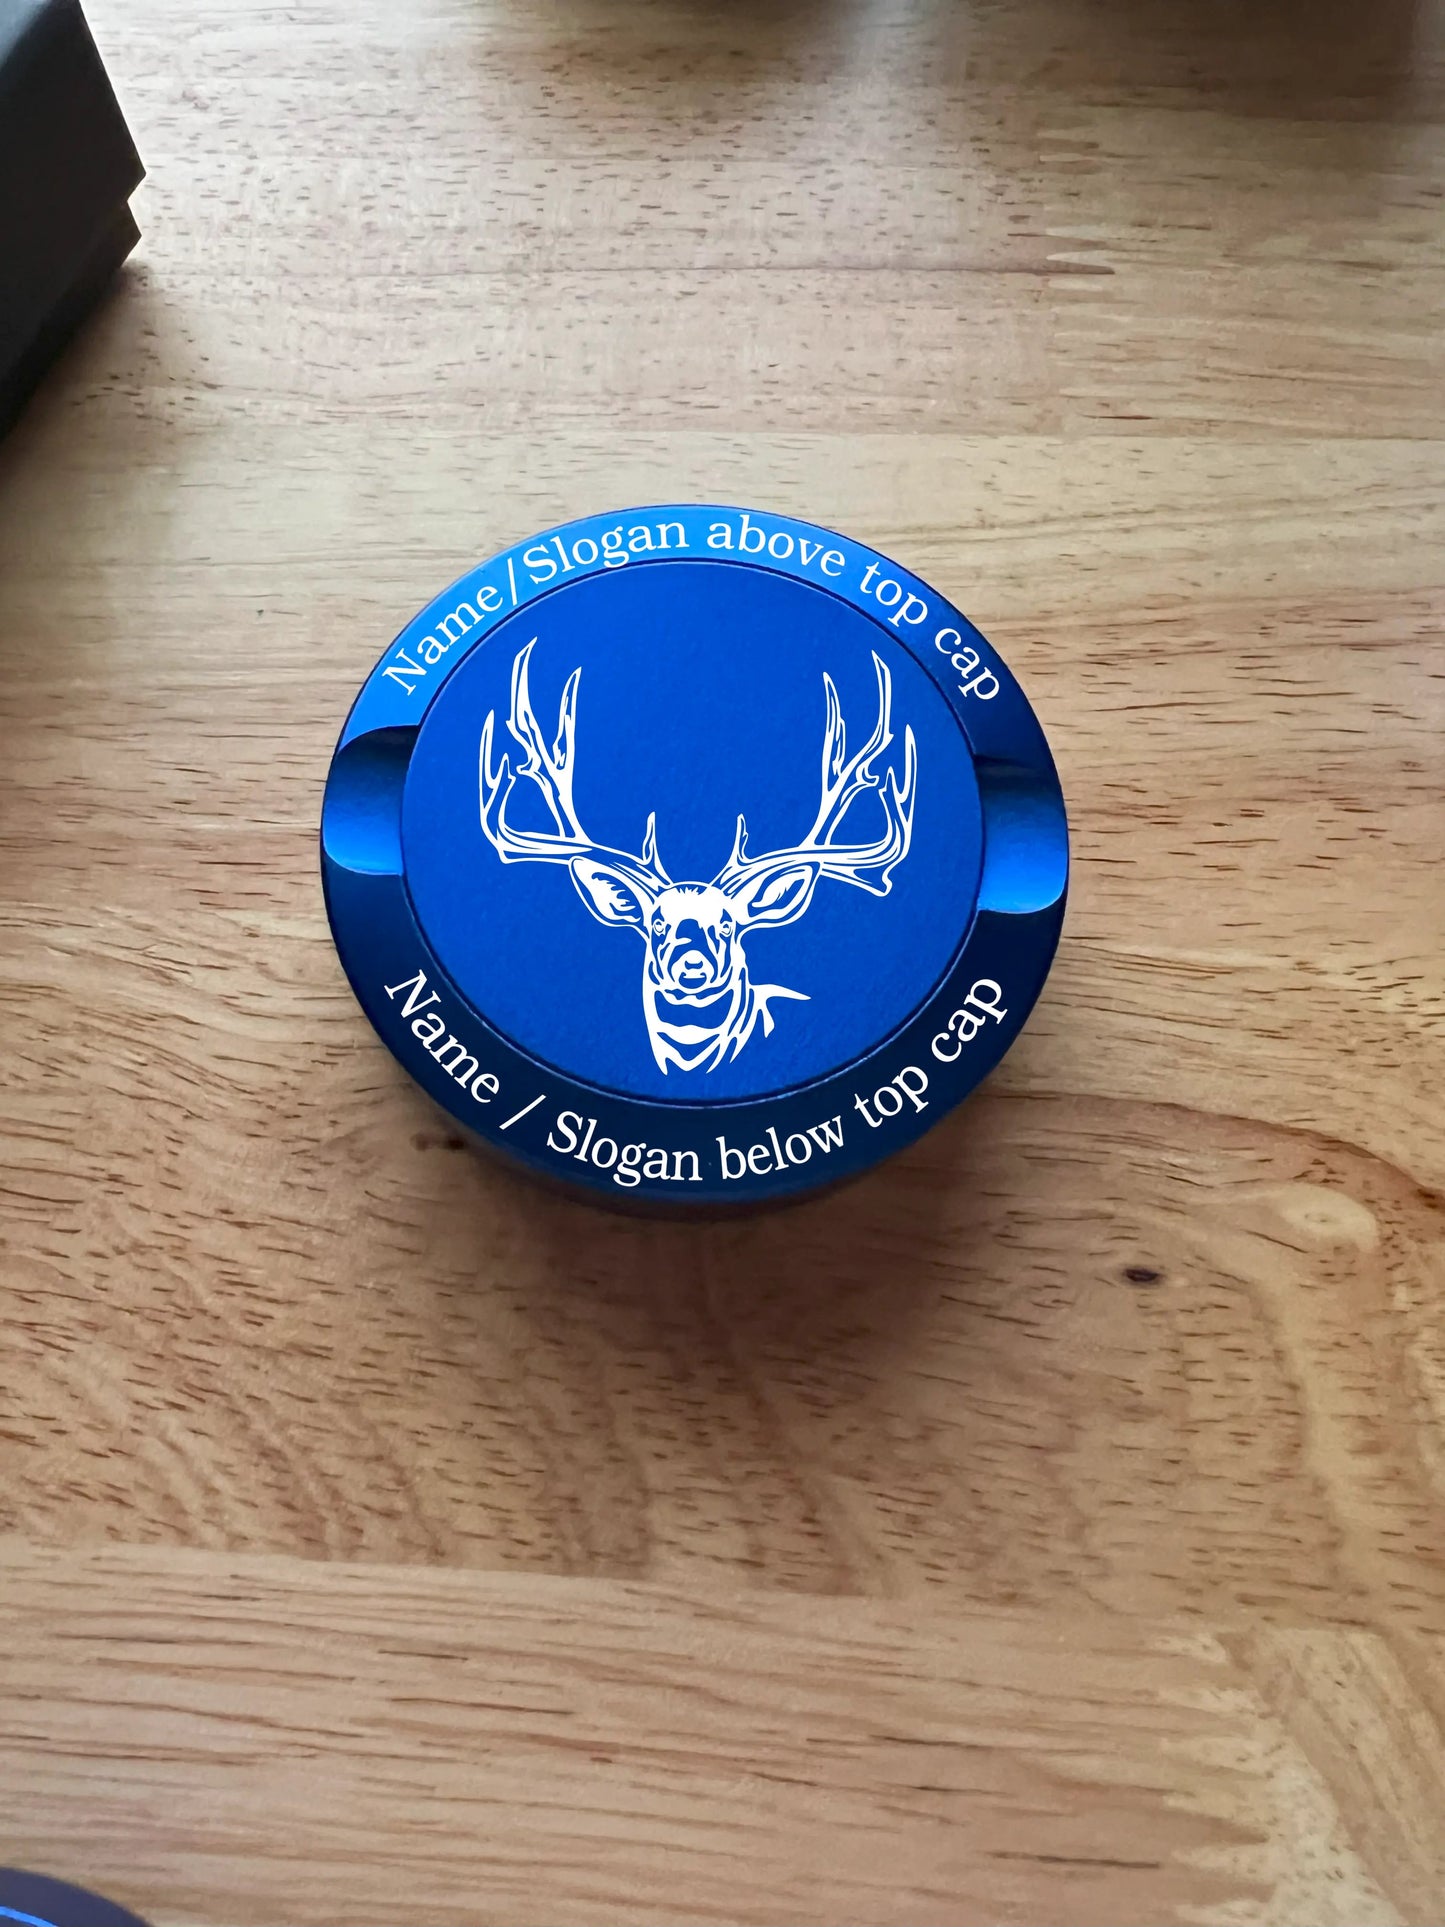 Name/Slogan above top cap
Name / Slogan below top cap